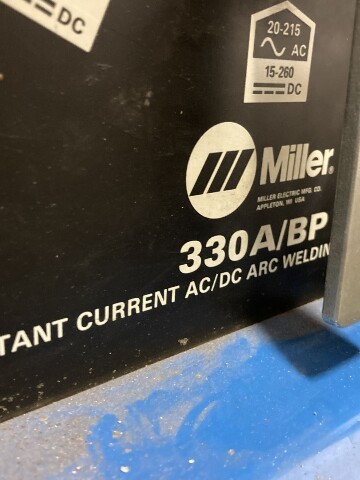 DC
20-215
AC
15-260
DC
Miller®
MILLER ELECTRIC MFG. CO.
APPLETON, WI USA
330A/BP
TANT CURRENT AC/DC ARC WELDIN